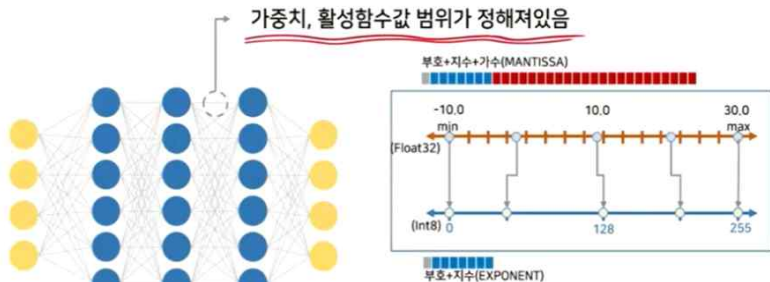 가중치, 활성함수값 범위가 정해져있음
부호+지수+가수(MANTISSA)
-10.0 10.0 30.0
min max
(Float32)
(Int8)
0 128 255
부호+지수(EXPONENT)